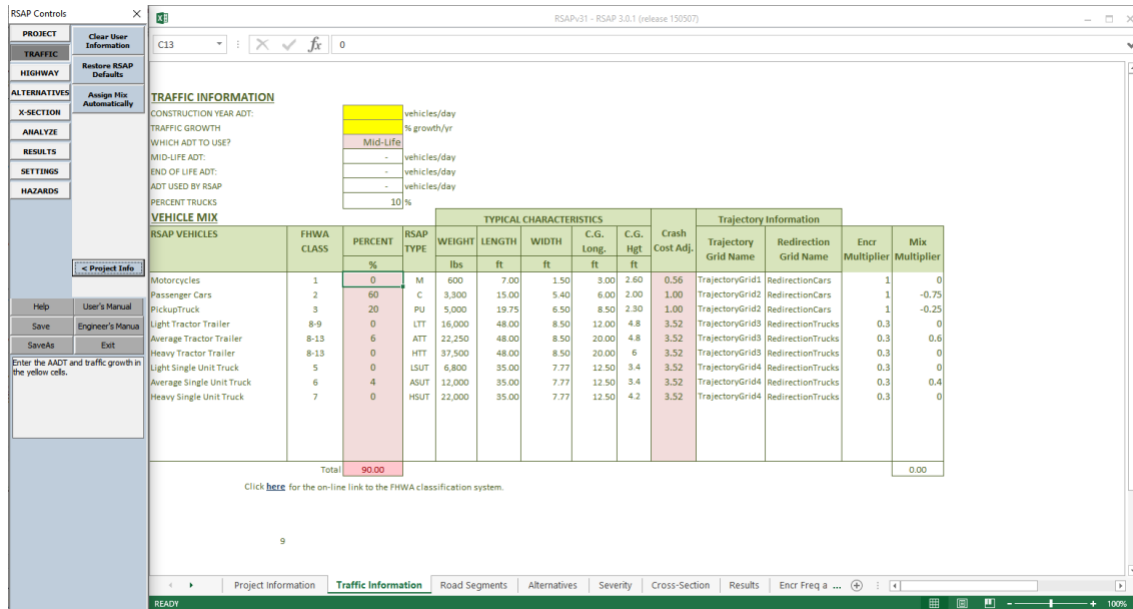 RSAP Controls
RSAPv31 - RSAP 3.0.1 (release 150507)
PROJECT
TRAFFIC
HIGHWAY
ALTERNATIVES
X-SECTION
ANALYZE
RESULTS
SETTINGS
HAZARDS
Clear User Information
Restore RSAP Defaults
Assign Mix Automatically
< Project Info
Help User's Manual
Save Engineer's Manua
SaveAs Exit
Enter the AADT and traffic growth in
the yellow cells.
C13 fx 0
TRAFFIC INFORMATION
CONSTRUCTION YEAR ADT: vehicles/day
TRAFFIC GROWTH % growth/yr
WHICH ADT TO USE? Mid-Life
MID-LIFE ADT: - vehicles/day
END OF LIFE ADT: - vehicles/day
ADT USED BY RSAP - vehicles/day
PERCENT TRUCKS 10 %
VEHICLE MIX TYPICAL CHARACTERISTICS Trajectory Information
RSAP VEHICLES FHWA CLASS PERCENT RSAP TYPE WEIGHT LENGTH WIDTH C.G. Long. C.G. Hgt Crash Cost Adj. Trajectory Grid Name Redirection Grid Name Encr Multiplier Mix Multiplier
% lbs ft ft ft ft
Motorcycles 1 0 M 600 7.00 1.50 3.00 2.60 0.56 TrajectoryGrid1 RedirectionCars 1 0
Passenger Cars 2 60 C 3,300 15.00 5.40 6.00 2.00 1.00 TrajectoryGrid2 RedirectionCars 1 -0.75
PickupTruck 3 20 PU 5,000 19.75 6.50 8.50 2.30 1.00 TrajectoryGrid2 RedirectionCars 1 -0.25
Light Tractor Trailer 8-9 0 LTT 16,000 48.00 8.50 12.00 4.8 3.52 TrajectoryGrid3 RedirectionTrucks 0.3 0
Average Tractor Trailer 8-13 6 ATT 22,250 48.00 8.50 20.00 4.8 3.52 TrajectoryGrid3 RedirectionTrucks 0.3 0.6
Heavy Tractor Trailer 8-13 0 HTT 37,500 48.00 8.50 20.00 6 3.52 TrajectoryGrid3 RedirectionTrucks 0.3 0
Light Single Unit Truck 5 0 LSUT 6,800 35.00 7.77 12.50 3.4 3.52 TrajectoryGrid4 RedirectionTrucks 0.3 0
Average Single Unit Truck 6 4 ASUT 12,000 35.00 7.77 12.50 3.4 3.52 TrajectoryGrid4 RedirectionTrucks 0.3 0.4
Heavy Single Unit Truck 7 0 HSUT 22,000 35.00 7.77 12.50 4.2 3.52 TrajectoryGrid4 RedirectionTrucks 0.3 0
Total 90.00 0.00
Click here for the on-line link to the FHWA classification system.
9
Project Information Traffic Information Road Segments Alternatives Severity Cross-Section Results Encr Freq a ...
READY 100%